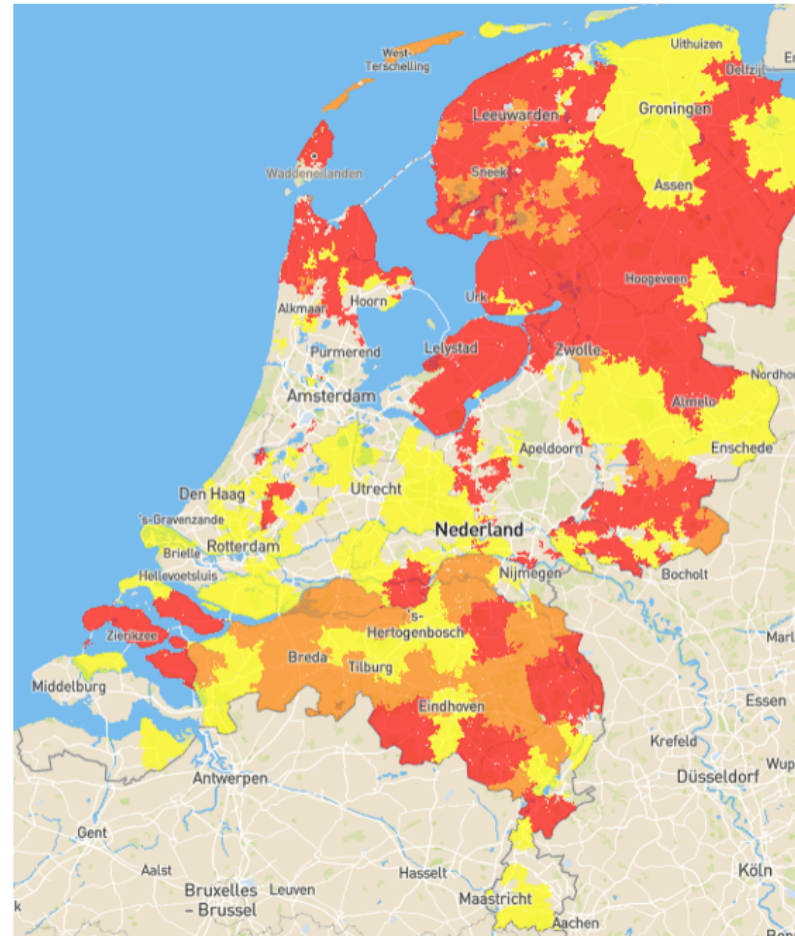 West-
Terschelling
Uithuizen
Delfzijl
Leeuwarden
Groningen
Waddeneilanden
Sneek
Assen
Hoogeveen
Urk
Alkmaar
Hoorn
Purmerend
Lelystad
Zwolle
Amsterdam
Almelo
Apeldoorn
Enschede
Den Haag
Utrecht
's-Gravenzande
Nederland
Brielle
Rotterdam
Hellevoetsluis
Nijmegen
Bocholt
Zierikzee
's-
Hertogenbosch
Breda
Tilburg
Middelburg
Eindhoven
Essen
Krefeld
Antwerpen
Düsseldorf
Gent
Aalst
Hasselt
Köln
Bruxelles
– Brussel
Leuven
Maastricht
Aachen